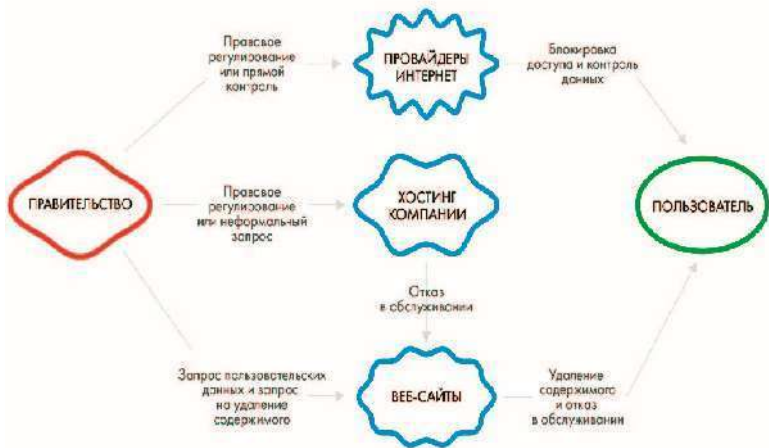 Правовое
регулирование
или прямой
контроль
ПРОВАЙДЕРЫ
ИНТЕРНЕТ
Блокировка
доступа и контроль
данных
ПРАВИТЕЛЬСТВО
Правовое
регулирование
или неформальный
запрос
ХОСТИНГ
КОМПАНИИ
ПОЛЬЗОВАТЕЛЬ
Отказ
в обслуживании
Запрос пользовательских
данных и запрос
на удаление
содержимого
ВЕБ-САЙТЫ
Удаление
содержимого
и отказ
в обслуживании